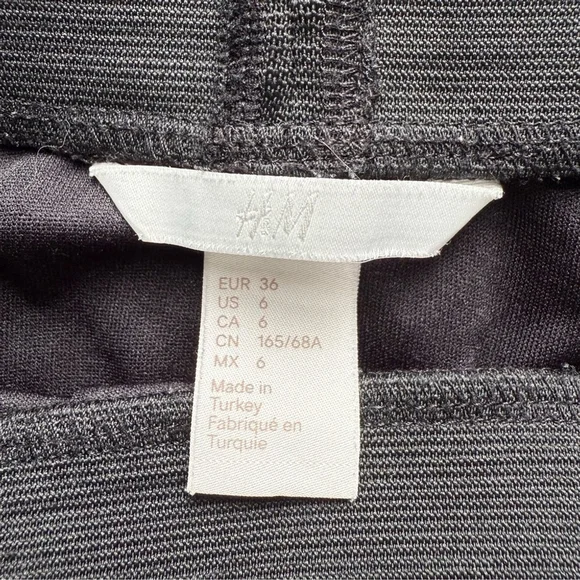 H&M
EUR 36
US 6
CA 6
CN 165/68A
MX 6
Made in
Turkey
Fabriqué en
Turquie